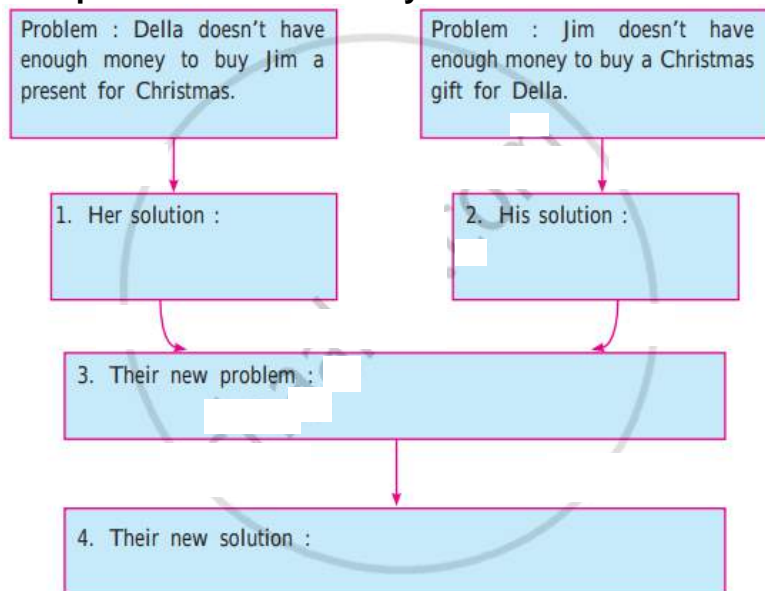 Problem : Della doesn't have
enough money to buy Jim a
present for Christmas.
Problem : Jim doesn't have
enough money to buy a Christmas
gift for Della.
1. Her solution :
2. His solution :
3. Their new problem :
4. Their new solution :